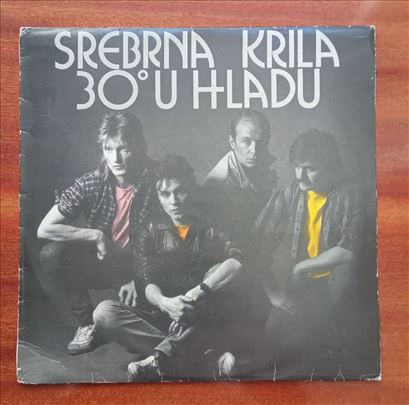 SREBRNA KRILA
30° U HLADU